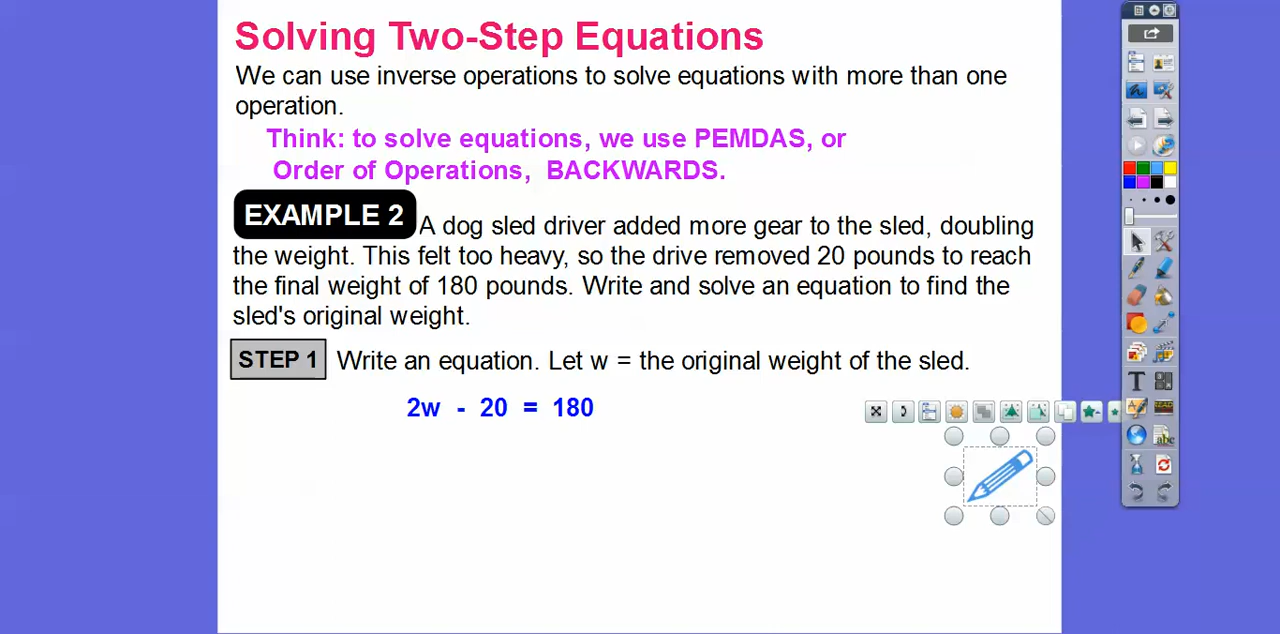 Solving Two-Step Equations
We can use inverse operations to solve equations with more than one
operation.
Think: to solve equations, we use PEMDAS, or
Order of Operations, BACKWARDS.
EXAMPLE 2 A dog sled driver added more gear to the sled, doubling
the weight. This felt too heavy, so the drive removed 20 pounds to reach
the final weight of 180 pounds. Write and solve an equation to find the
sled's original weight.
STEP 1 Write an equation. Let w = the original weight of the sled.
2w - 20 = 180